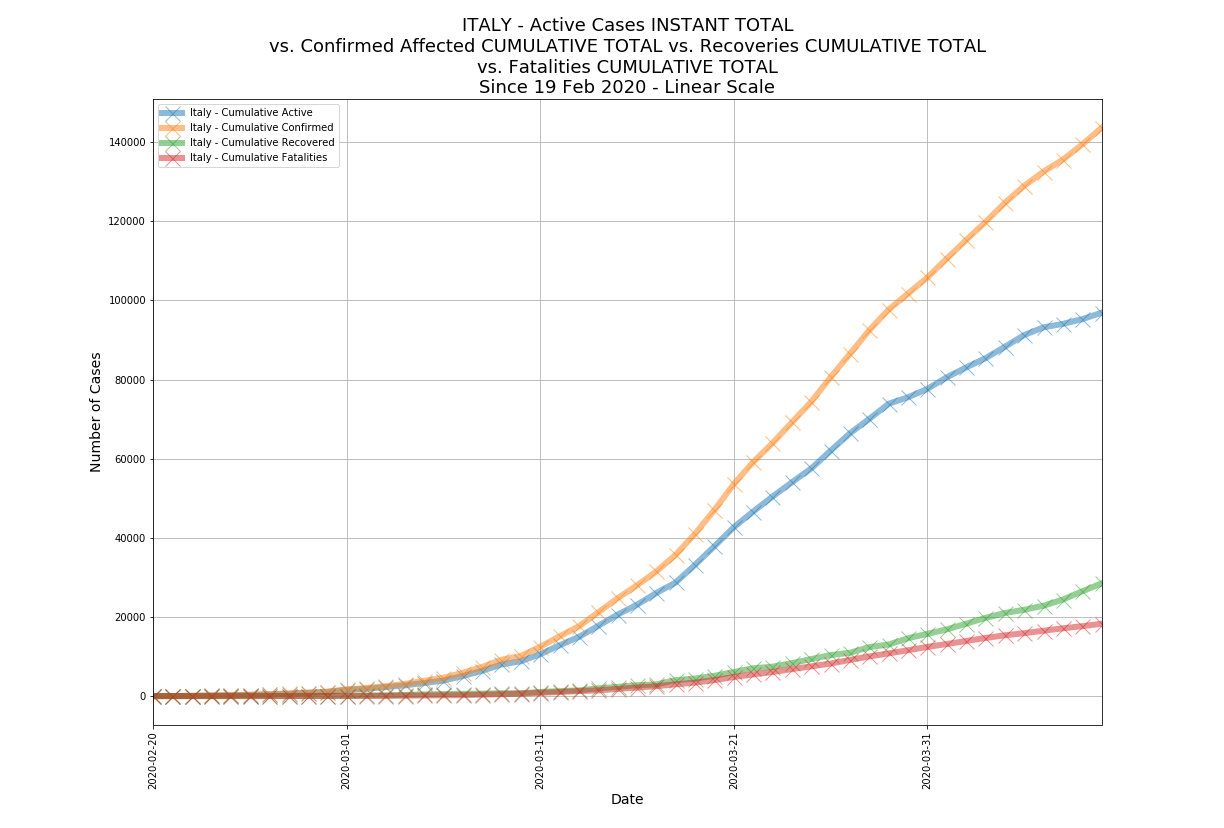 ITALY - Active Cases INSTANT TOTAL
vs. Confirmed Affected CUMULATIVE TOTAL vs. Recoveries CUMULATIVE TOTAL
vs. Fatalities CUMULATIVE TOTAL
Since 19 Feb 2020 - Linear Scale
Italy - Cumulative Active
Italy - Cumulative Confirmed
Italy - Cumulative Recovered
Italy - Cumulative Fatalities
Number of Cases
140000
120000
100000
80000
60000
40000
20000
0
2020-02-20
2020-03-01
2020-03-11
2020-03-21
2020-03-31
Date